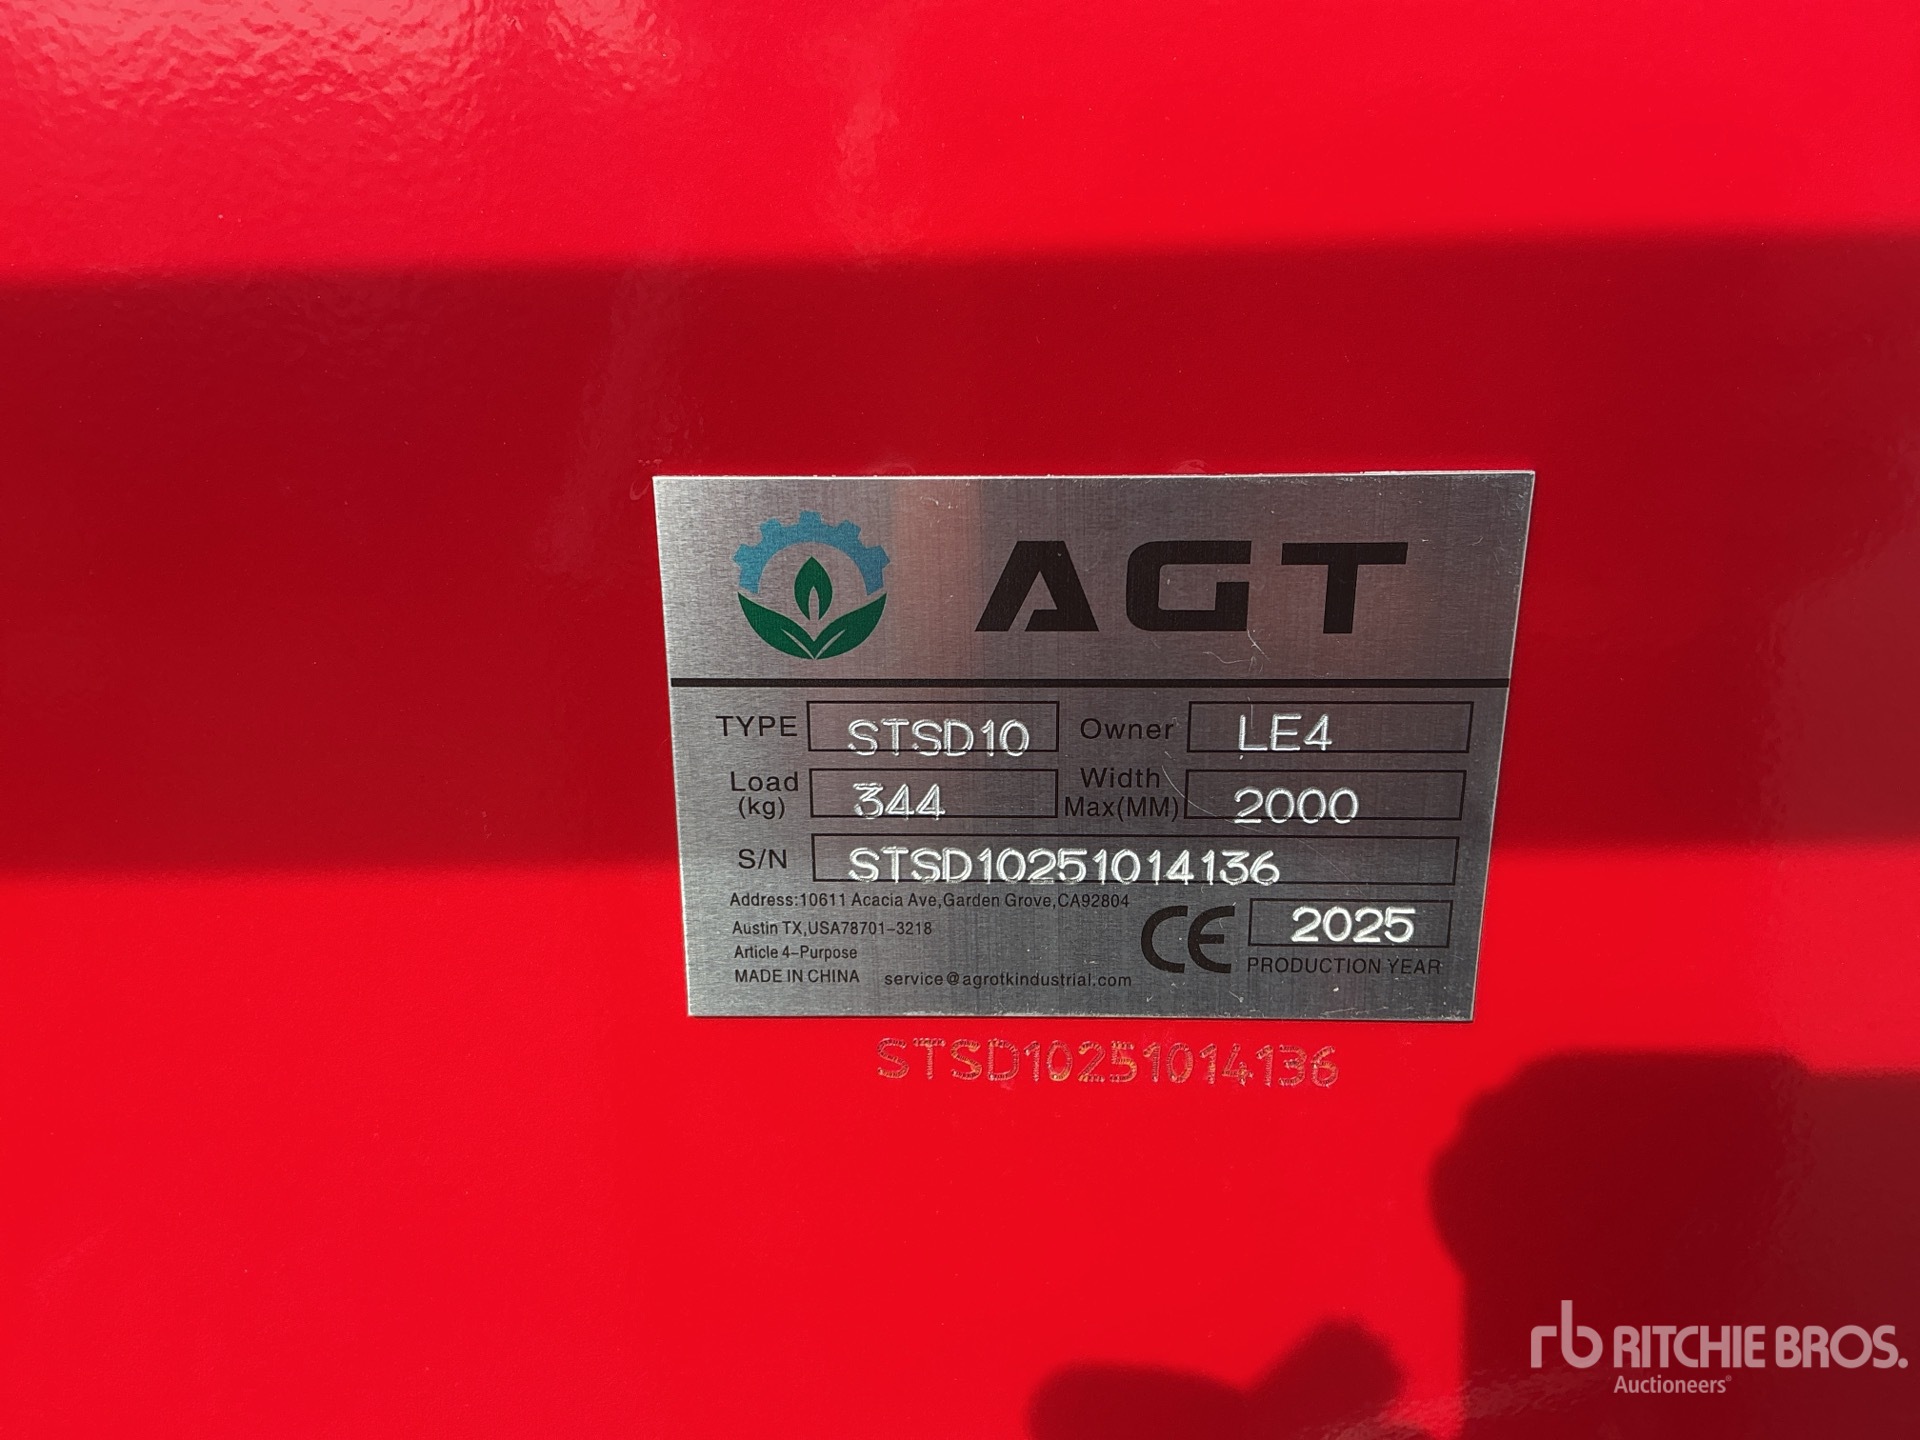 AGT
TYPE STSD10 Owner LE4
Load (kg) 344 Width Max(MM) 2000
S/N STSD10251014136
Address:10611 Acacia Ave,Garden Grove,CA92804
Austin TX,USA78701-3218
Article 4-Purpose
MADE IN CHINA service@agrotkindustrial.com
CE 2025
PRODUCTION YEAR
STSD10251014136
rb RITCHIE BROS.
Auctioneers®